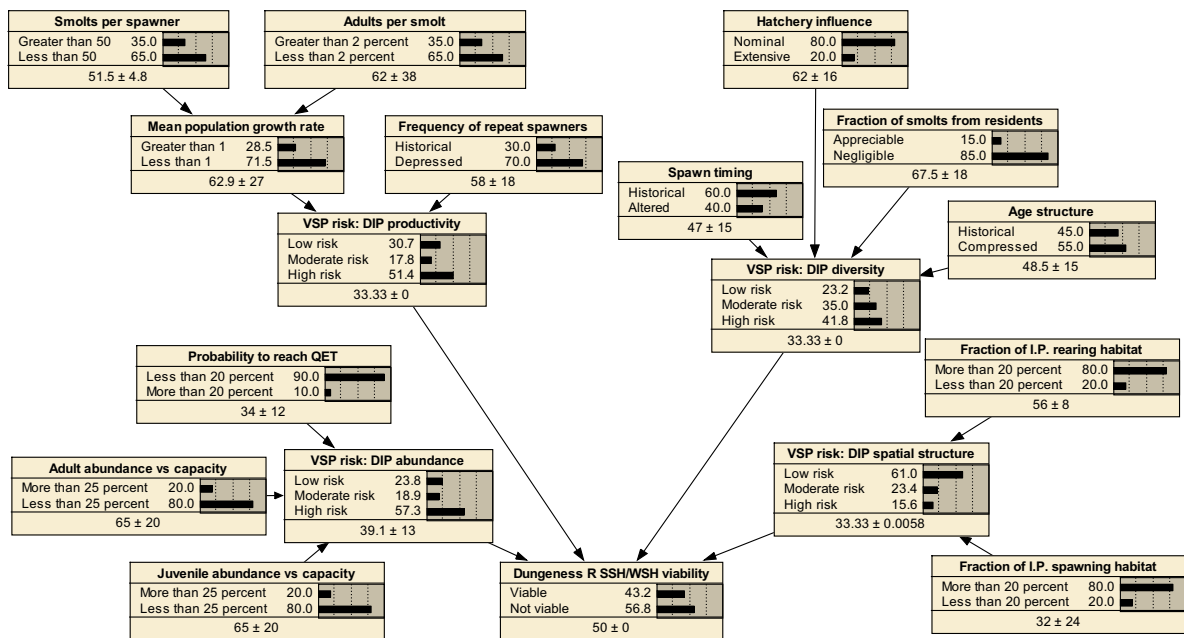 Smolts per spawner
Greater than 50 35.0
Less than 50 65.0
51.5 ± 4.8
Adults per smolt
Greater than 2 percent 35.0
Less than 2 percent 65.0
62 ± 38
Hatchery influence
Nominal 80.0
Extensive 20.0
62 ± 16
Mean population growth rate
Greater than 1 28.5
Less than 1 71.5
62.9 ± 27
Frequency of repeat spawners
Historical 30.0
Depressed 70.0
58 ± 18
Fraction of smolts from residents
Appreciable 15.0
Negligible 85.0
67.5 ± 18
Spawn timing
Historical 60.0
Altered 40.0
47 ± 15
Age structure
Historical 45.0
Compressed 55.0
48.5 ± 15
VSP risk: DIP productivity
Low risk 30.7
Moderate risk 17.8
High risk 51.4
33.33 ± 0
VSP risk: DIP diversity
Low risk 23.2
Moderate risk 35.0
High risk 41.8
33.33 ± 0
Probability to reach QET
Less than 20 percent 90.0
More than 20 percent 10.0
34 ± 12
Fraction of I.P. rearing habitat
More than 20 percent 80.0
Less than 20 percent 20.0
56 ± 8
Adult abundance vs capacity
More than 25 percent 20.0
Less than 25 percent 80.0
65 ± 20
VSP risk: DIP abundance
Low risk 23.8
Moderate risk 18.9
High risk 57.3
39.1 ± 13
VSP risk: DIP spatial structure
Low risk 61.0
Moderate risk 23.4
High risk 15.6
33.33 ± 0.0058
Juvenile abundance vs capacity
More than 25 percent 20.0
Less than 25 percent 80.0
65 ± 20
Dungeness R SSH/WSH viability
Viable 43.2
Not viable 56.8
50 ± 0
Fraction of I.P. spawning habitat
More than 20 percent 80.0
Less than 20 percent 20.0
32 ± 24